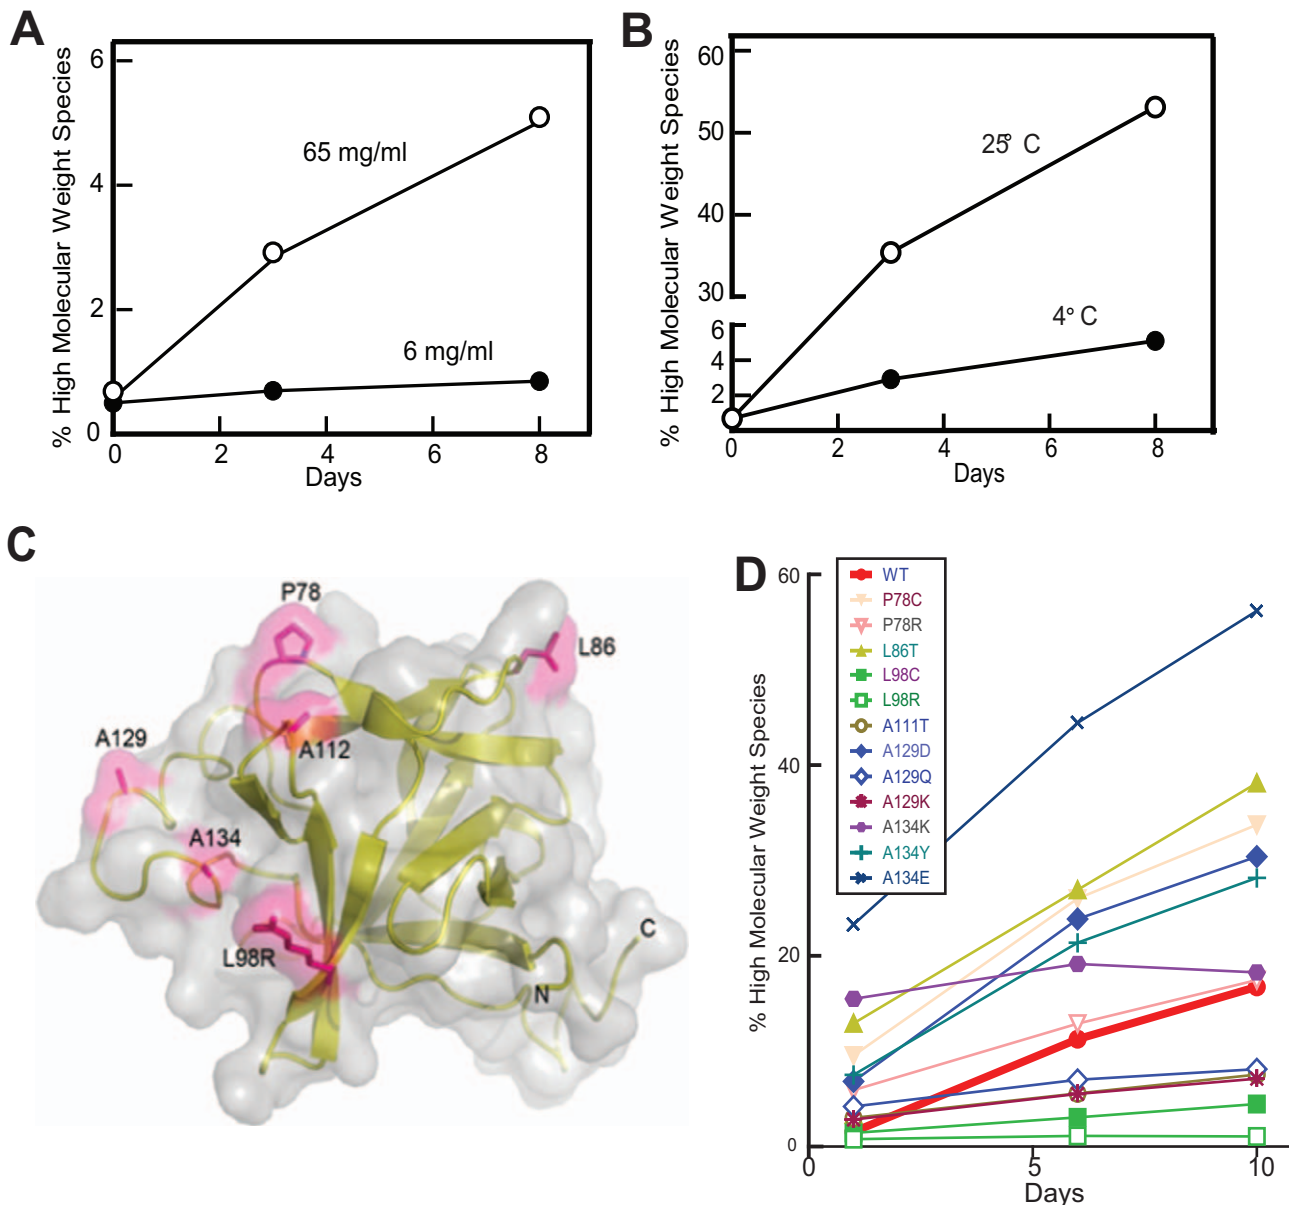 A
% High Molecular Weight Species
6
4
2
0
65 mg/ml
6 mg/ml
0 2 4 6 8
Days
B
% High Molecular Weight Species
60
50
40
30
6
4
2
25° C
4° C
0 2 4 6 8
Days
C
P78
L86
A129
A112
A134
L98R
C
N
D
% High Molecular Weight Species
60
40
20
0
WT
P78C
P78R
L86T
L98C
L98R
A111T
A129D
A129Q
A129K
A134K
A134Y
A134E
0 5 10
Days